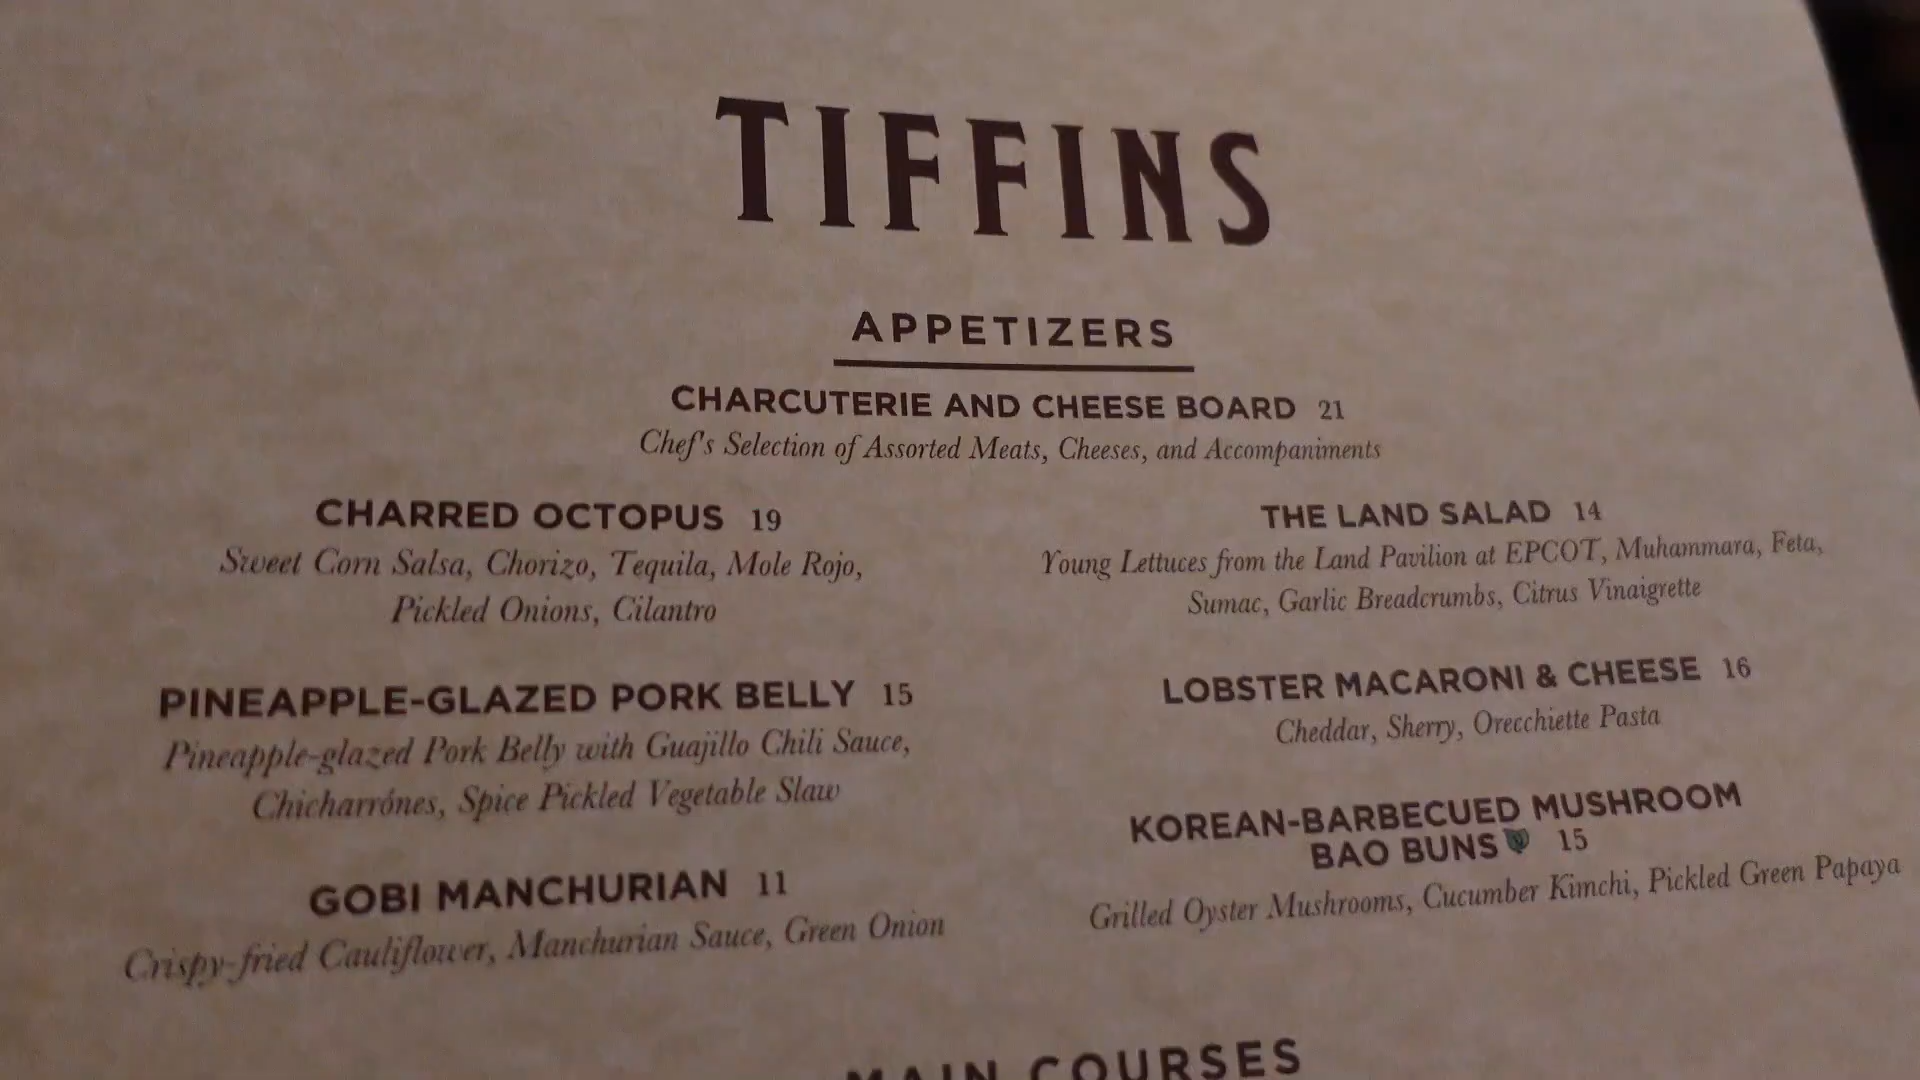 TIFFINS
APPETIZERS
CHARCUTERIE AND CHEESE BOARD 21
Chef's Selection of Assorted Meats, Cheeses, and Accompaniments
CHARRED OCTOPUS 19
Sweet Corn Salsa, Chorizo, Tequila, Mole Rojo,
Pickled Onions, Cilantro
PINEAPPLE-GLAZED PORK BELLY 15
Pineapple-glazed Pork Belly with Guajillo Chili Sauce,
Chicharrónes, Spice Pickled Vegetable Slaw
GOBI MANCHURIAN 11
Crispy-fried Cauliflower, Manchurian Sauce, Green Onion
THE LAND SALAD 14
Young Lettuces from the Land Pavilion at EPCOT, Muhammara, Feta,
Sumac, Garlic Breadcrumbs, Citrus Vinaigrette
LOBSTER MACARONI & CHEESE 16
Cheddar, Sherry, Orecchiette Pasta
KOREAN-BARBECUED MUSHROOM
BAO BUNS 15
Grilled Oyster Mushrooms, Cucumber Kimchi, Pickled Green Papaya
MAIN COURSES